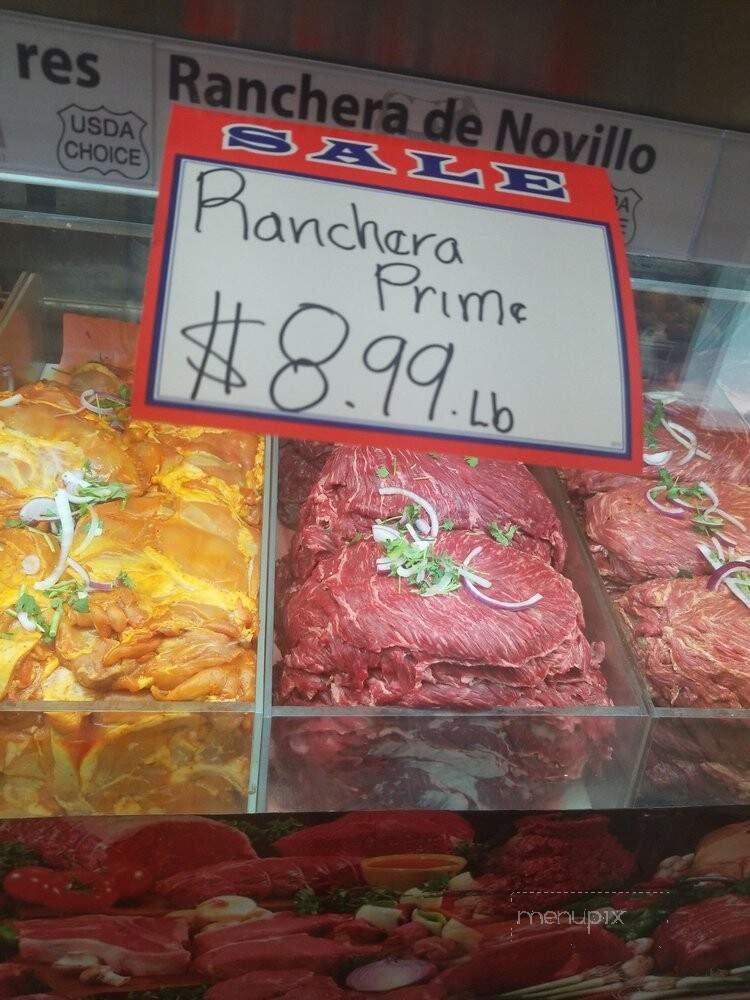 res
USDA
CHOICE
Ranchera de Novillo
SALE
Ranchera
Prime
$8.99.Lb
menupix